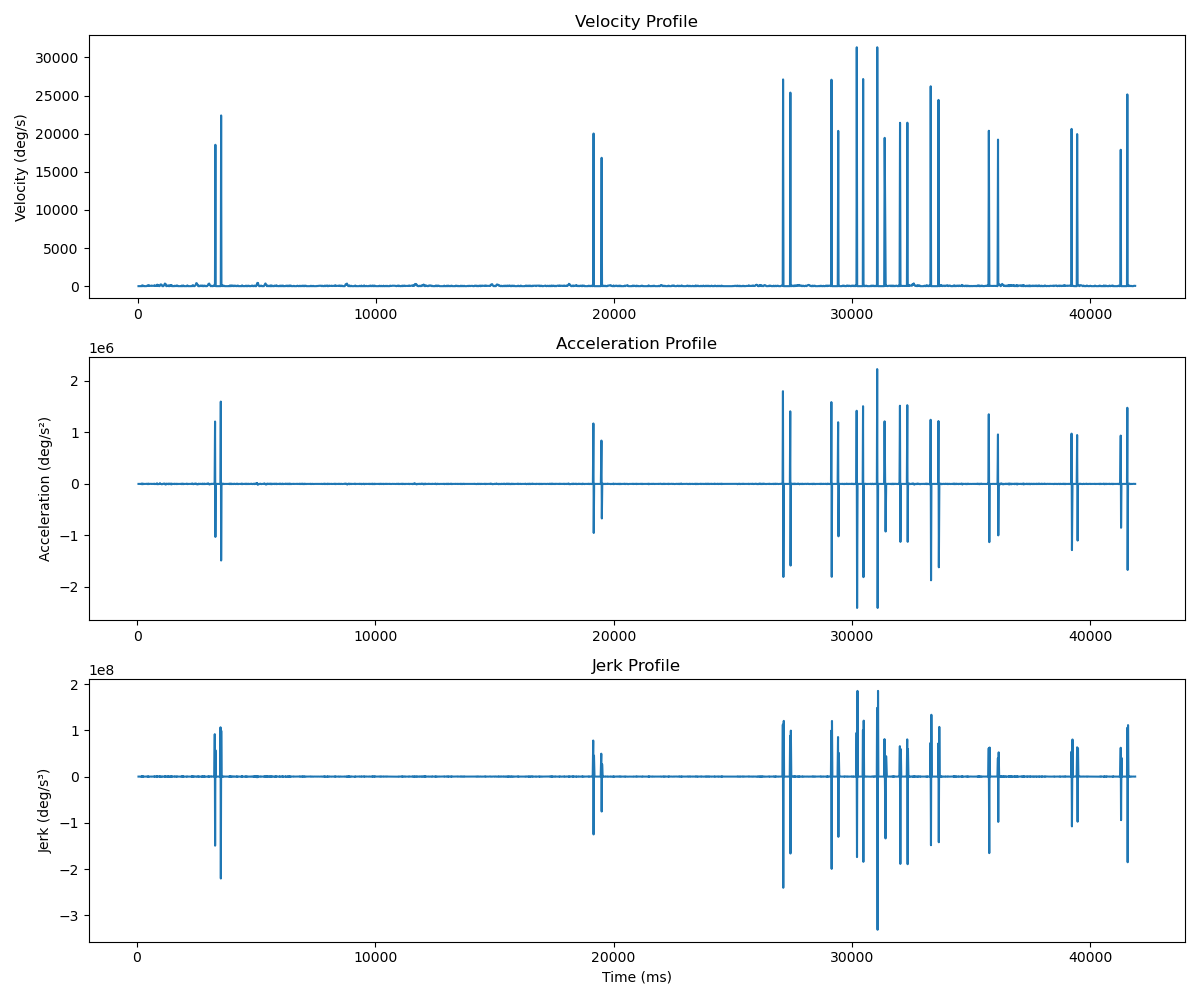 Velocity Profile
Velocity (deg/s)
30000
25000
20000
15000
10000
5000
0
0 10000 20000 30000 40000
Acceleration Profile
1e6
Acceleration (deg/s²)
2
1
0
−1
−2
0 10000 20000 30000 40000
Jerk Profile
1e8
Jerk (deg/s³)
2
1
0
−1
−2
−3
0 10000 20000 30000 40000
Time (ms)